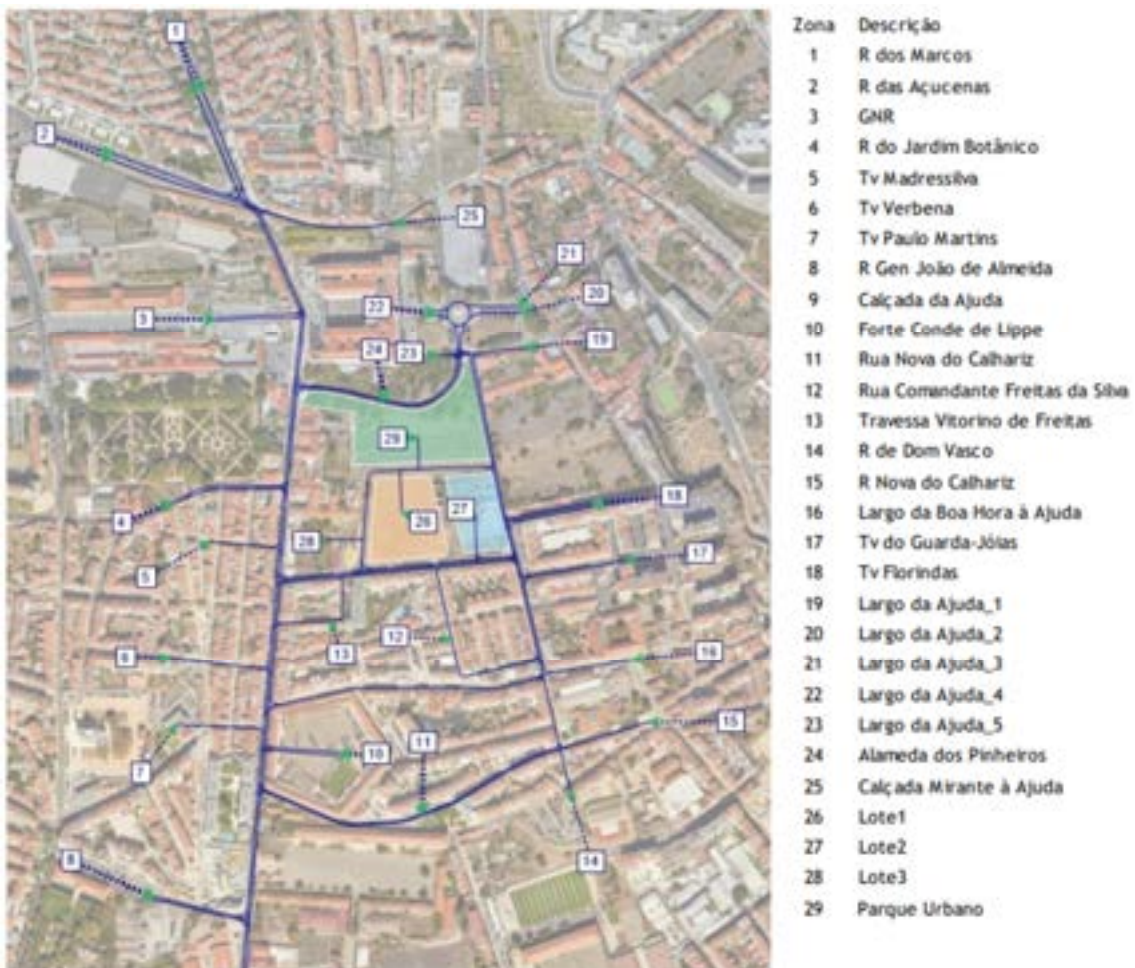 Zona Descrição
1 R dos Marcos
2 R das Açucenas
3 GNR
4 R do Jardim Botânico
5 Tv Madressilva
6 Tv Verbena
7 Tv Paulo Martins
8 R Gen João de Almeida
9 Calçada da Ajuda
10 Forte Conde de Lippe
11 Rua Nova do Calhariz
12 Rua Comandante Freitas da Silva
13 Travessa Vitorino de Freitas
14 R de Dom Vasco
15 R Nova do Calhariz
16 Largo da Boa Hora à Ajuda
17 Tv do Guarda-Jóias
18 Tv Florindas
19 Largo da Ajuda_1
20 Largo da Ajuda_2
21 Largo da Ajuda_3
22 Largo da Ajuda_4
23 Largo da Ajuda_5
24 Alameda dos Pinheiros
25 Calçada Mirante à Ajuda
26 Lote1
27 Lote2
28 Lote3
29 Parque Urbano
1
2
25
21
20
22
3
19
23
24
29
27
18
4
26
28
17
5
12
13
16
6
15
11
10
7
8
14